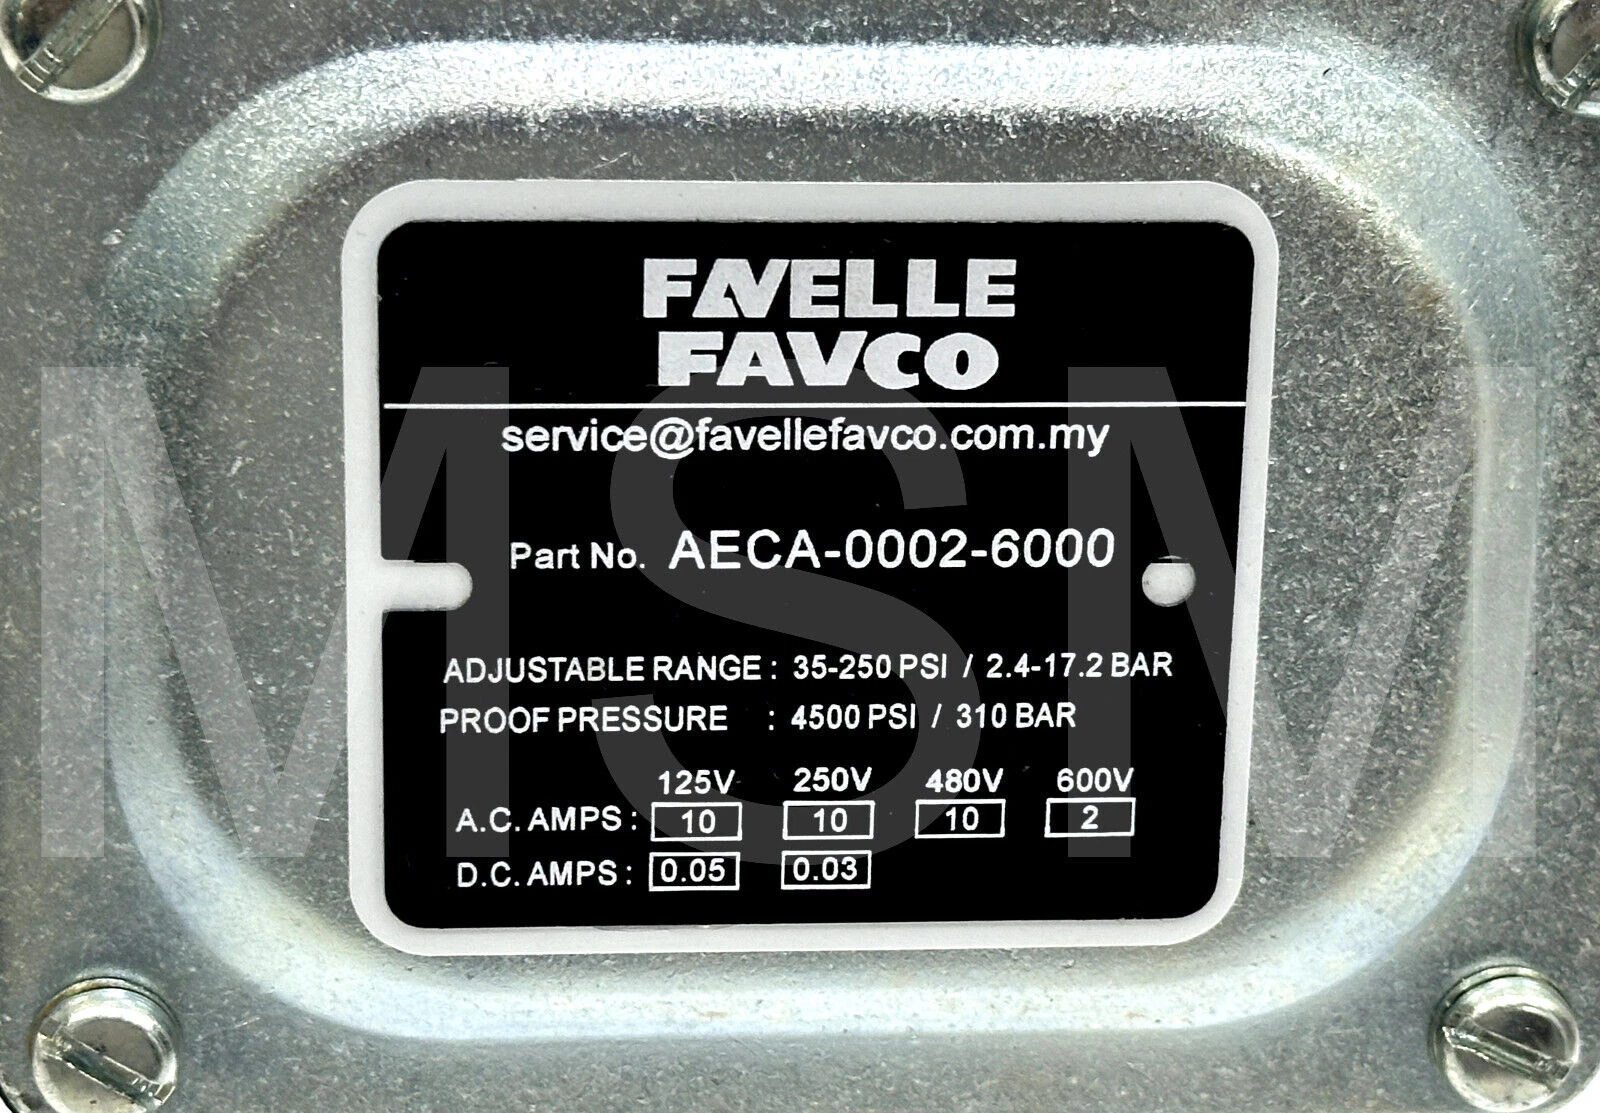 FAVELLE
FAVCO
service@favellefavco.com.my
Part No. AECA-0002-6000
ADJUSTABLE RANGE : 35-250 PSI / 2.4-17.2 BAR
PROOF PRESSURE : 4500 PSI / 310 BAR
125V 250V 480V 600V
A.C. AMPS : 10 10 10 2
D.C. AMPS : 0.05 0.03
MSM